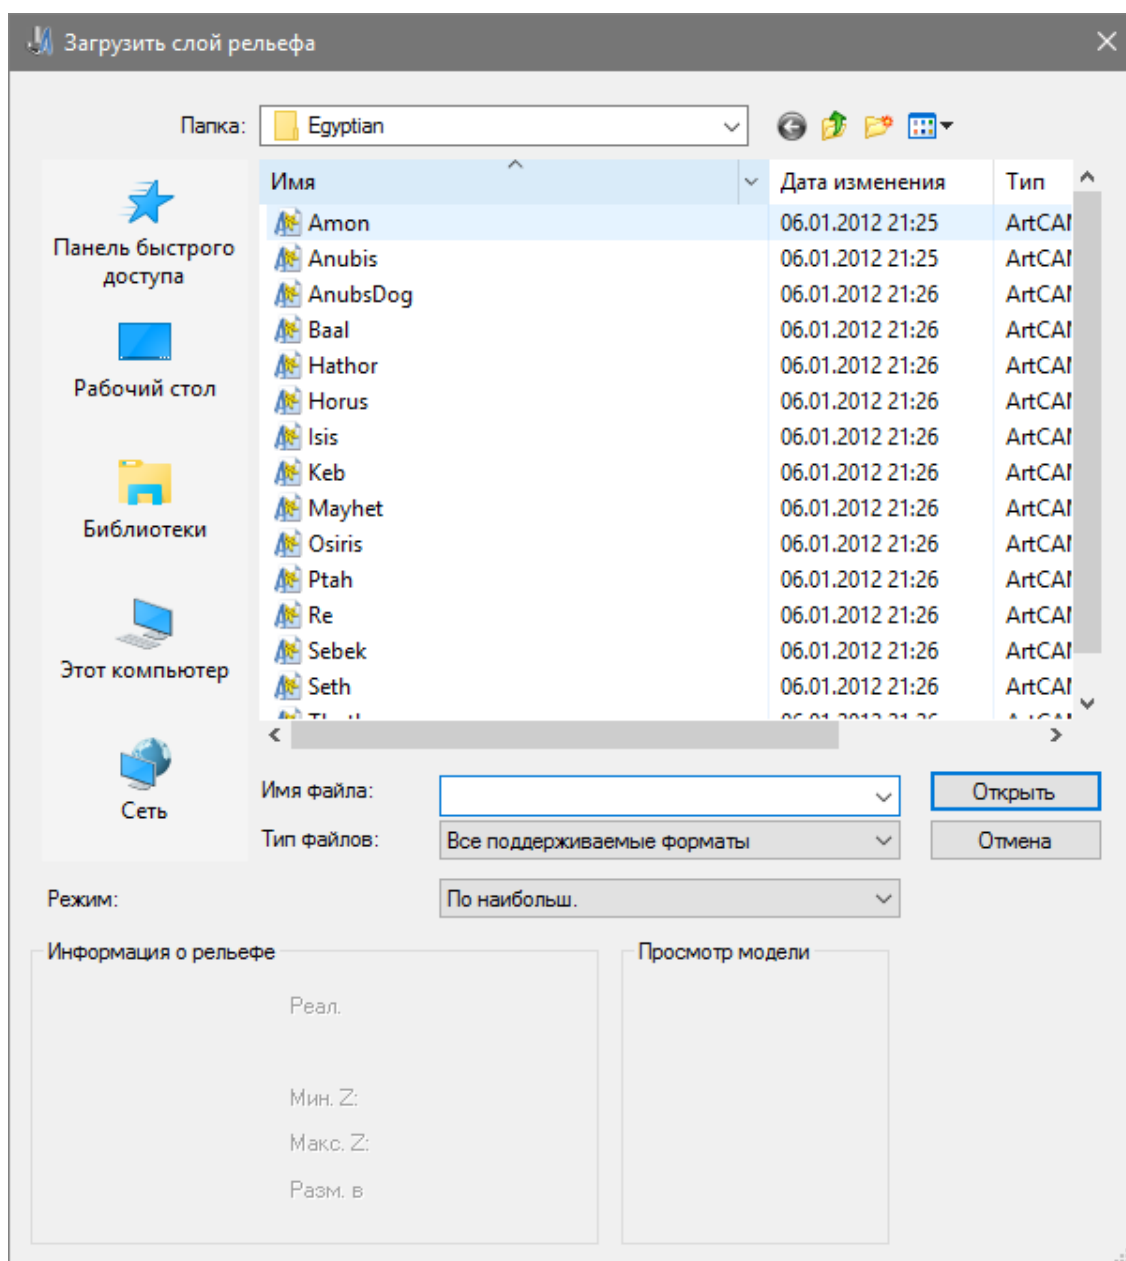 Загрузить слой рельефа
Папка: Egyptian
Имя Дата изменения Тип
Amon 06.01.2012 21:25
Anubis 06.01.2012 21:25
AnubsDog 06.01.2012 21:26
Baal 06.01.2012 21:26
Hathor 06.01.2012 21:26
Horus 06.01.2012 21:26
Isis 06.01.2012 21:26
Keb 06.01.2012 21:26
Mayhet 06.01.2012 21:26
Osiris 06.01.2012 21:26
Ptah 06.01.2012 21:26
Re 06.01.2012 21:26
Sebek 06.01.2012 21:26
Seth 06.01.2012 21:26
Панель быстрого
доступа
Рабочий стол
Библиотеки
Этот компьютер
Сеть
Имя файла: Открыть
Тип файлов: Все поддерживаемые форматы Отмена
Режим: По наибольш.
Информация о рельефе Просмотр модели
Реал.
Мин. Z:
Макс. Z:
Разм. в